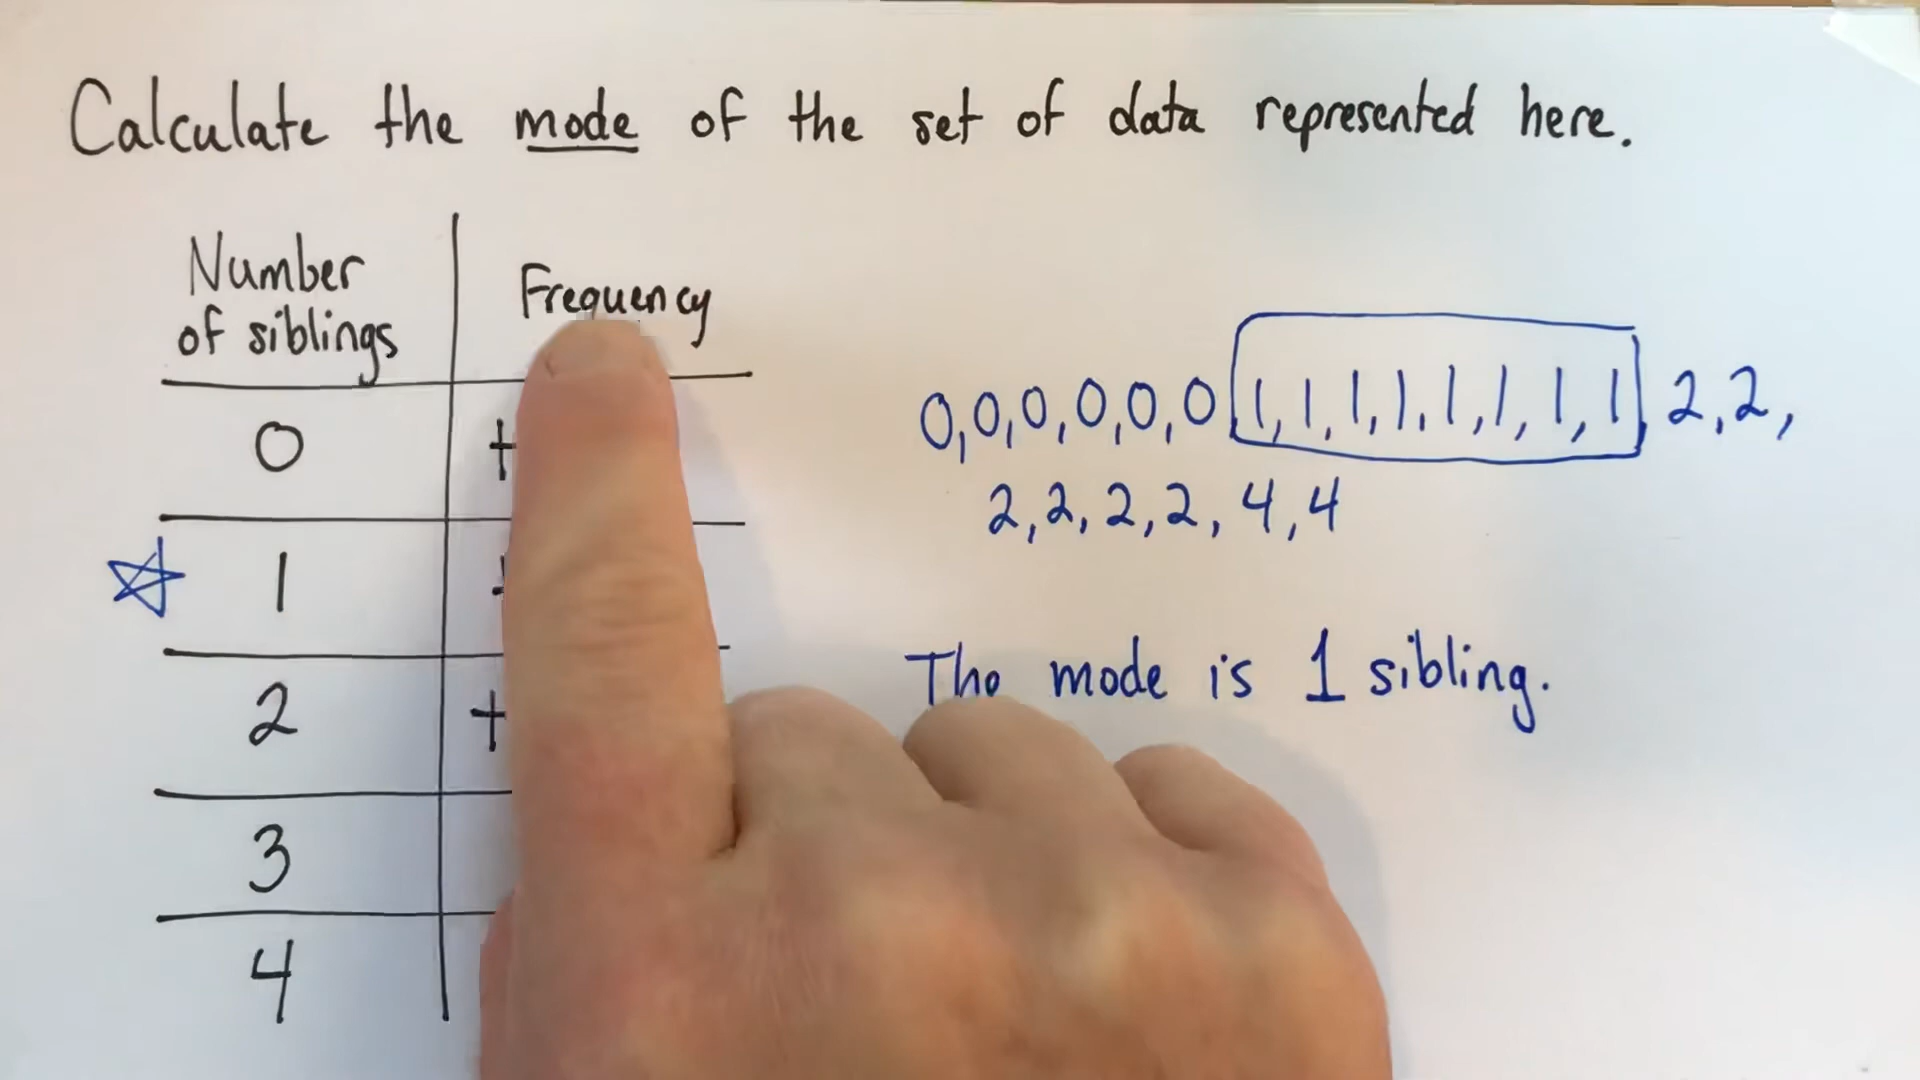 Calculate the mode of the set of data represented here.
Number of siblings
Frequency
0
1
2
3
4
0,0,0,0,0,0,1,1,1,1,1,1,1,1,2,2,
2,2,2,2,4,4
The mode is 1 sibling.